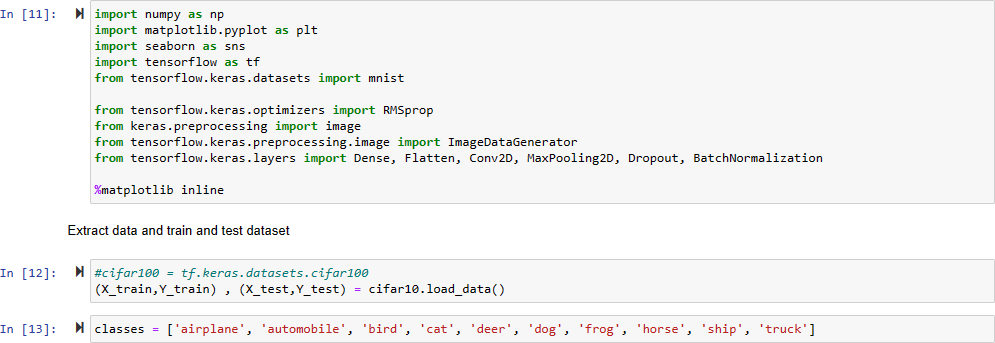 In [11]:
import numpy as np
import matplotlib.pyplot as plt
import seaborn as sns
import tensorflow as tf
from tensorflow.keras.datasets import mnist
from tensorflow.keras.optimizers import RMSprop
from keras.preprocessing import image
from tensorflow.keras.preprocessing.image import ImageDataGenerator
from tensorflow.keras.layers import Dense, Flatten, Conv2D, MaxPooling2D, Dropout, BatchNormalization
%matplotlib inline
Extract data and train and test dataset
In [12]:
#cifar100 = tf.keras.datasets.cifar100
(X_train,Y_train) , (X_test,Y_test) = cifar10.load_data()
In [13]:
classes = ['airplane', 'automobile', 'bird', 'cat', 'deer', 'dog', 'frog', 'horse', 'ship', 'truck']